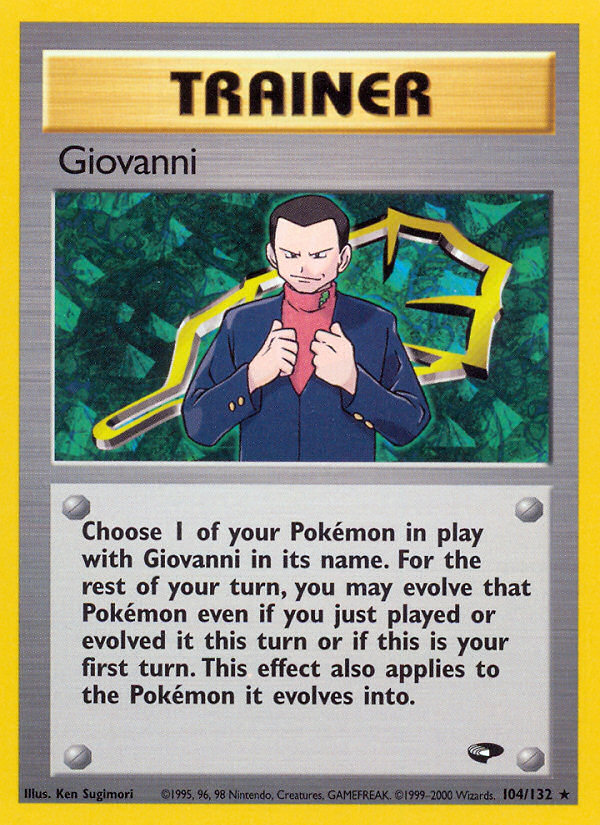 TRAINER
Giovanni
Choose 1 of your Pokémon in play
with Giovanni in its name. For the
rest of your turn, you may evolve that
Pokémon even if you just played or
evolved it this turn or if this is your
first turn. This effect also applies to
the Pokémon it evolves into.
Illus. Ken Sugimori ©1995, 96, 98 Nintendo, Creatures, GAMEFREAK. ©1999-2000 Wizards. 104/132 ★